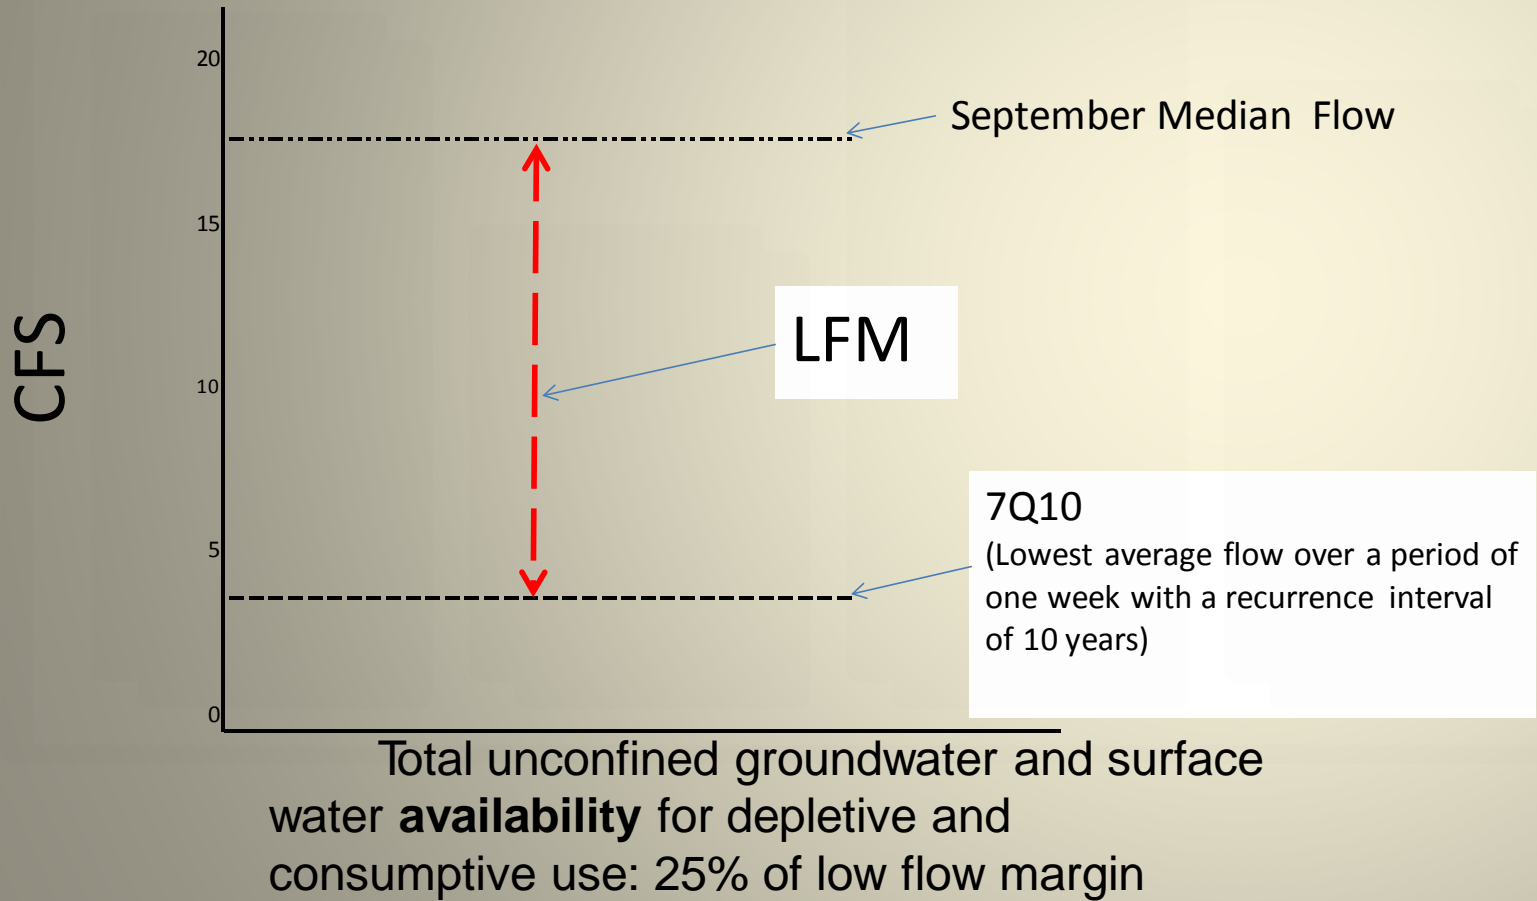 20
September Median Flow
15
CFS
LFM
10
7Q10
(Lowest average flow over a period of
one week with a recurrence interval
of 10 years)
5
0
Total unconfined groundwater and surface
water availability for depletive and
consumptive use: 25% of low flow margin